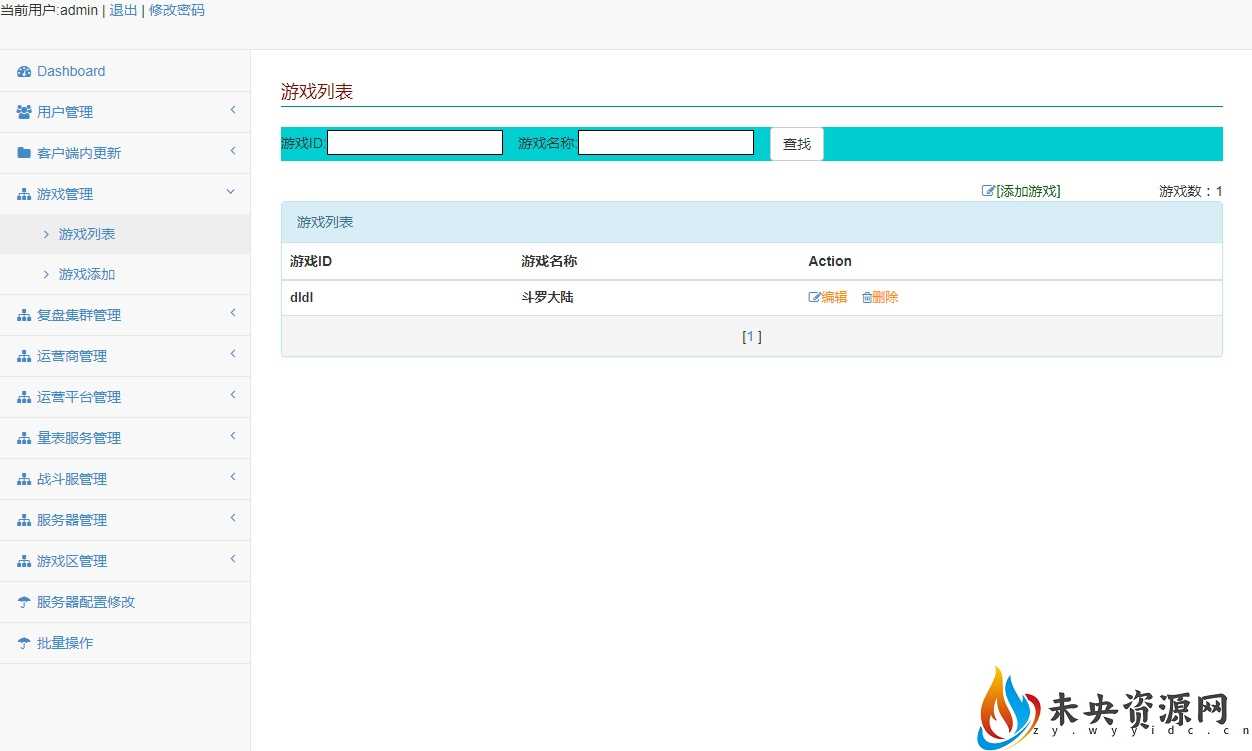 当前用户:admin | 退出 | 修改密码
Dashboard
用户管理
客户端内更新
游戏管理
游戏列表
游戏添加
复盘集群管理
运营商管理
运营平台管理
量表服务管理
战斗服管理
服务器管理
游戏区管理
服务器配置修改
批量操作
游戏列表
游戏ID: 游戏名称: 查找
[添加游戏] 游戏数：1
游戏列表
游戏ID 游戏名称 Action
dldl 斗罗大陆 编辑 删除
[1 ]
未央资源网
zy.wyyidc.cn